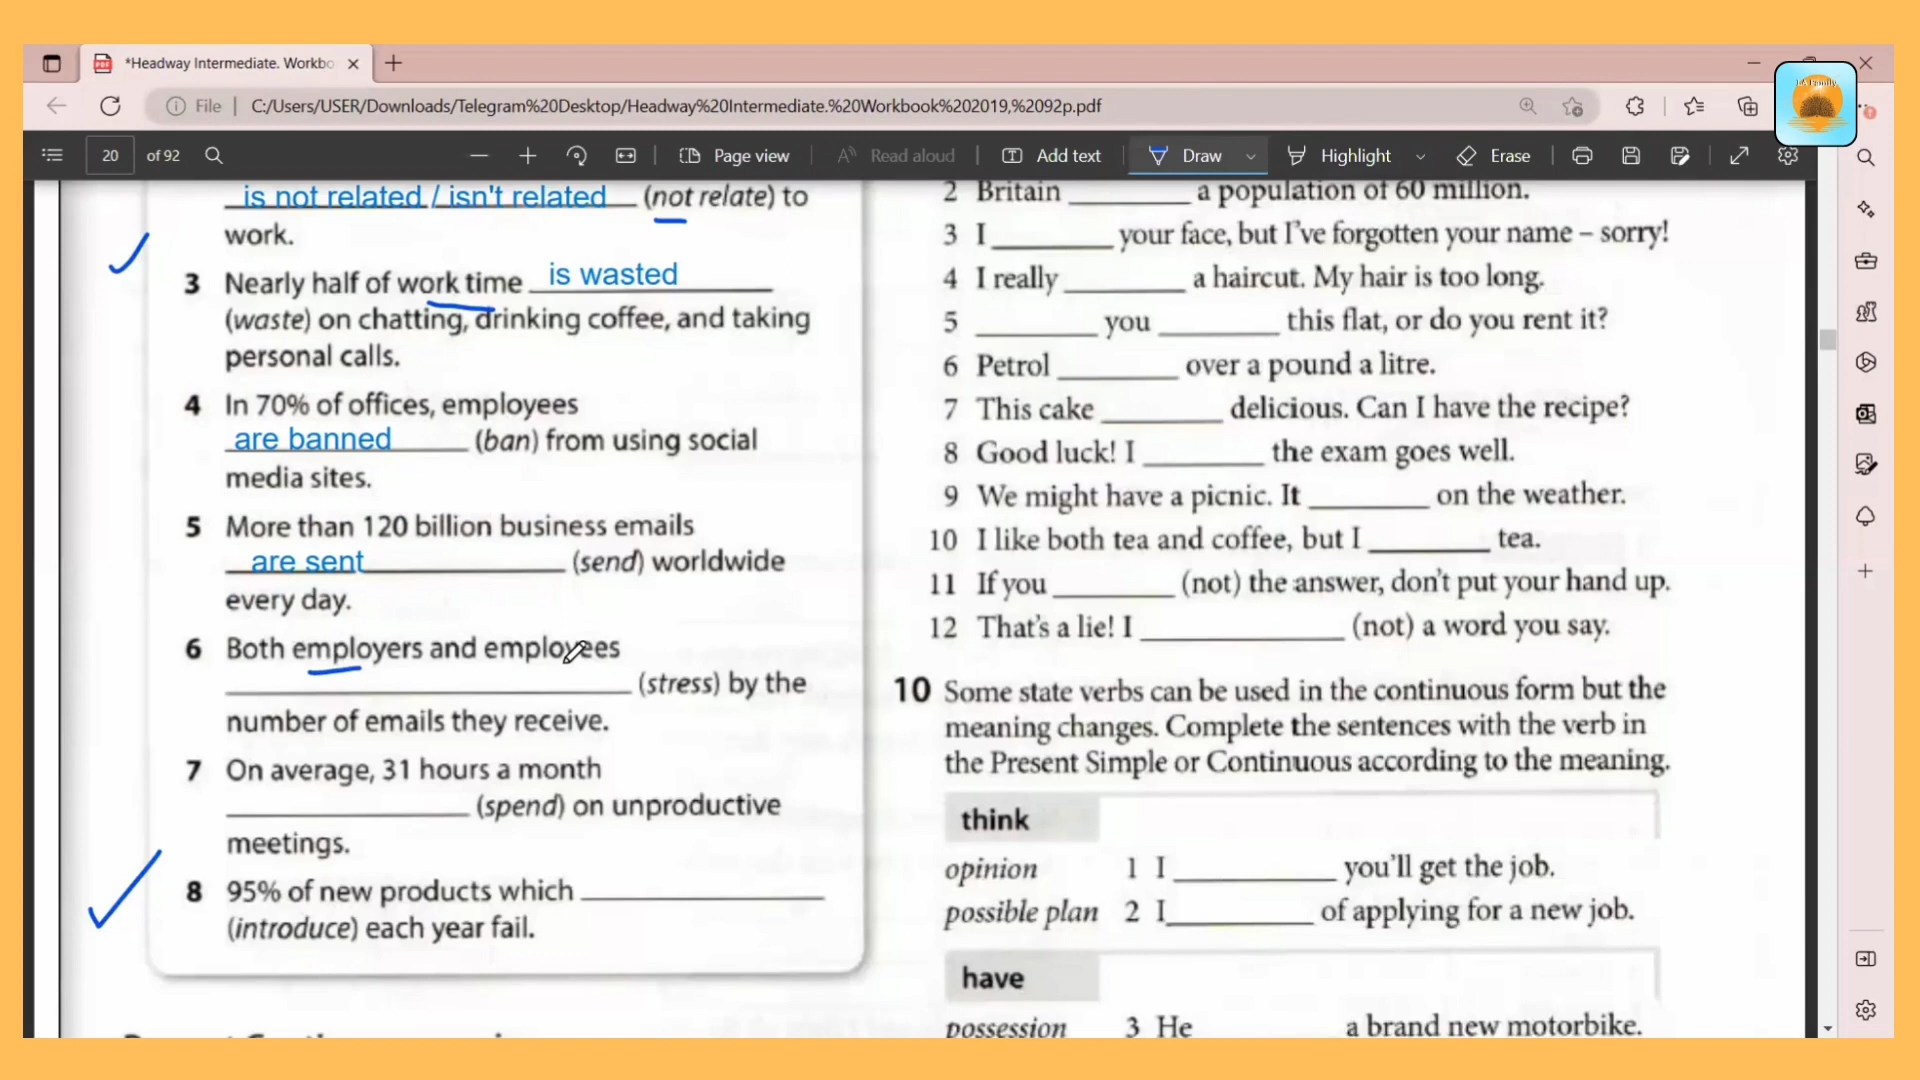 *Headway Intermediate. Workbo
File | C:/Users/USER/Downloads/Telegram%20Desktop/Headway%20Intermediate.%20Workbook%202019,%2092p.pdf
20 of 92 Page view Read aloud Add text Draw Highlight Erase
is not related / isn't related (not relate) to
work.
3 Nearly half of work time is wasted
(waste) on chatting, drinking coffee, and taking
personal calls.
4 In 70% of offices, employees
are banned (ban) from using social
media sites.
5 More than 120 billion business emails
are sent (send) worldwide
every day.
6 Both employers and employees
(stress) by the
number of emails they receive.
7 On average, 31 hours a month
(spend) on unproductive
meetings.
8 95% of new products which
(introduce) each year fail.
2 Britain a population of 60 million.
3 I your face, but I've forgotten your name – sorry!
4 I really a haircut. My hair is too long.
5 you this flat, or do you rent it?
6 Petrol over a pound a litre.
7 This cake delicious. Can I have the recipe?
8 Good luck! I the exam goes well.
9 We might have a picnic. It on the weather.
10 I like both tea and coffee, but I tea.
11 If you (not) the answer, don't put your hand up.
12 That's a lie! I (not) a word you say.
10 Some state verbs can be used in the continuous form but the
meaning changes. Complete the sentences with the verb in
the Present Simple or Continuous according to the meaning.
think
opinion 1 I you'll get the job.
possible plan 2 I of applying for a new job.
have
possession 3 He a brand new motorbike.